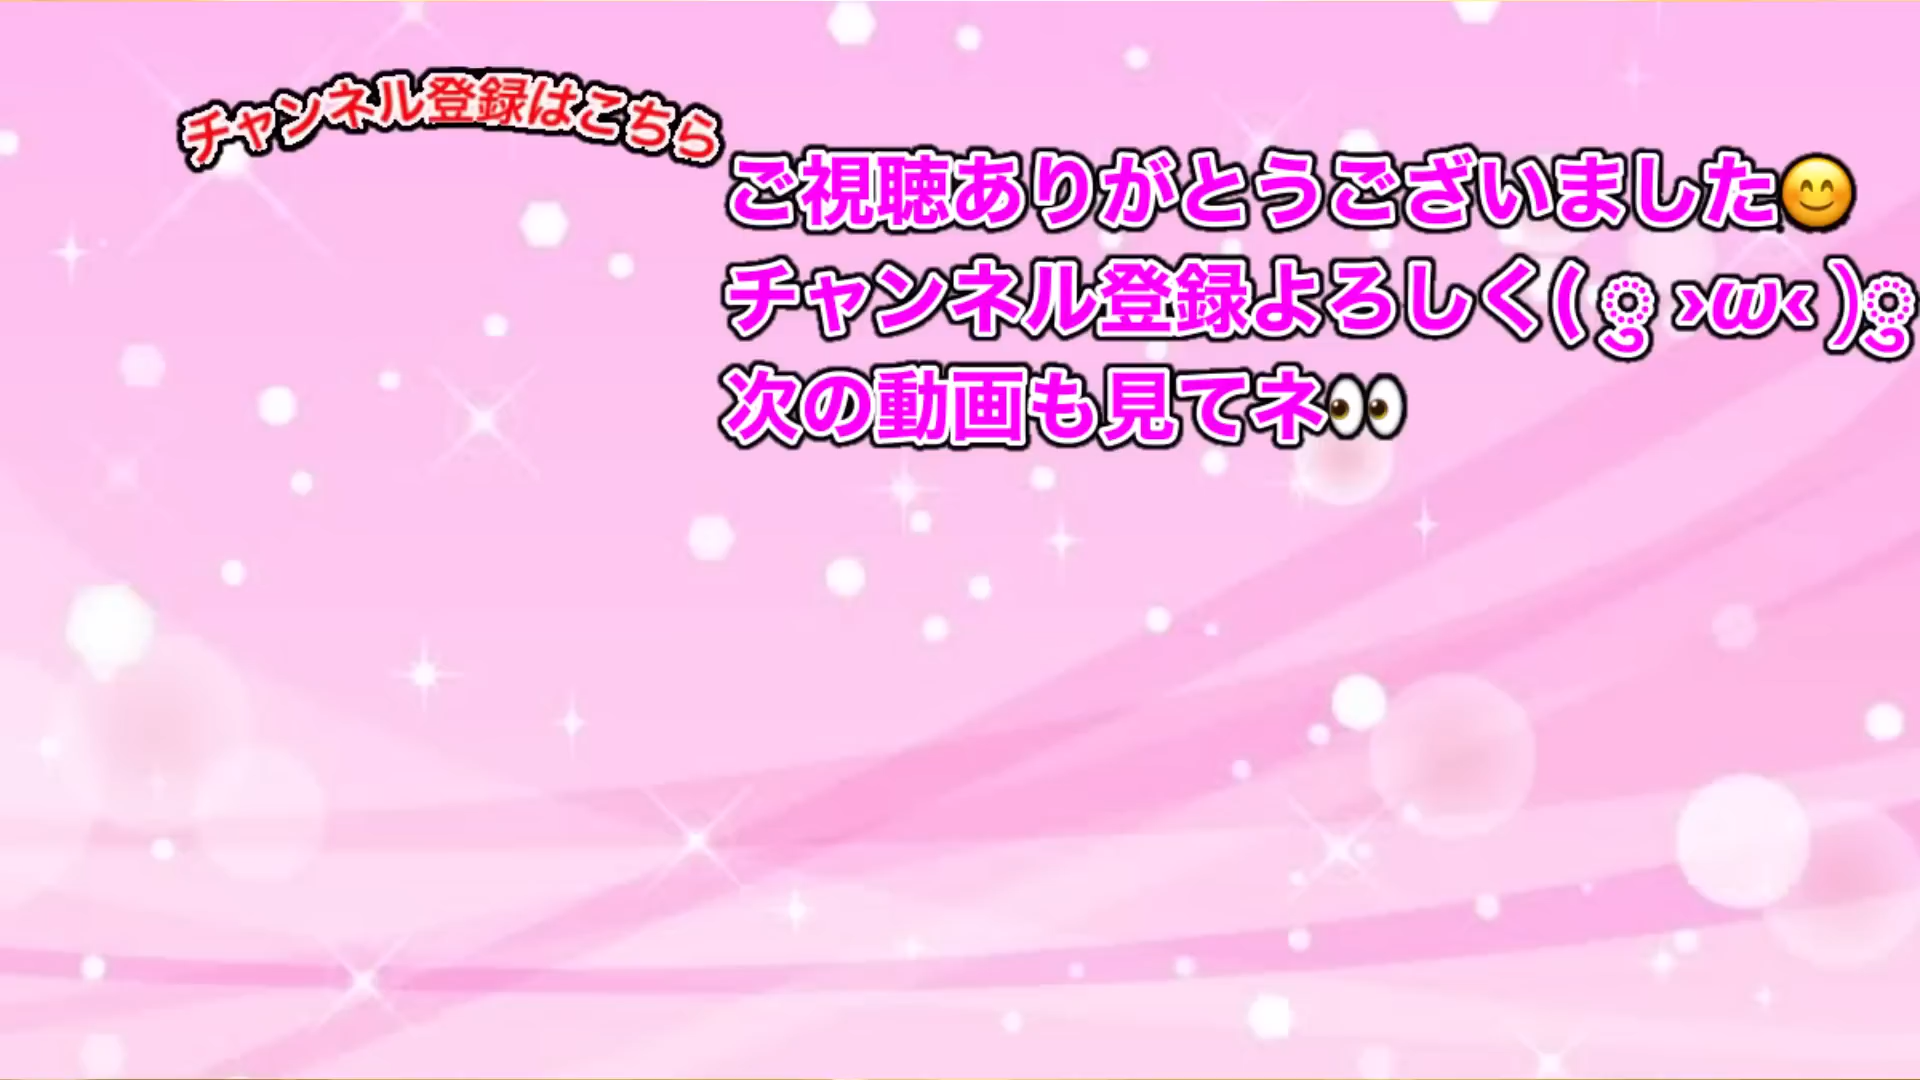 チャンネル登録はこちら
ご視聴ありがとうございました😊
チャンネル登録よろしく( ˶ ›ω‹ )ु
次の動画も見てネ👀